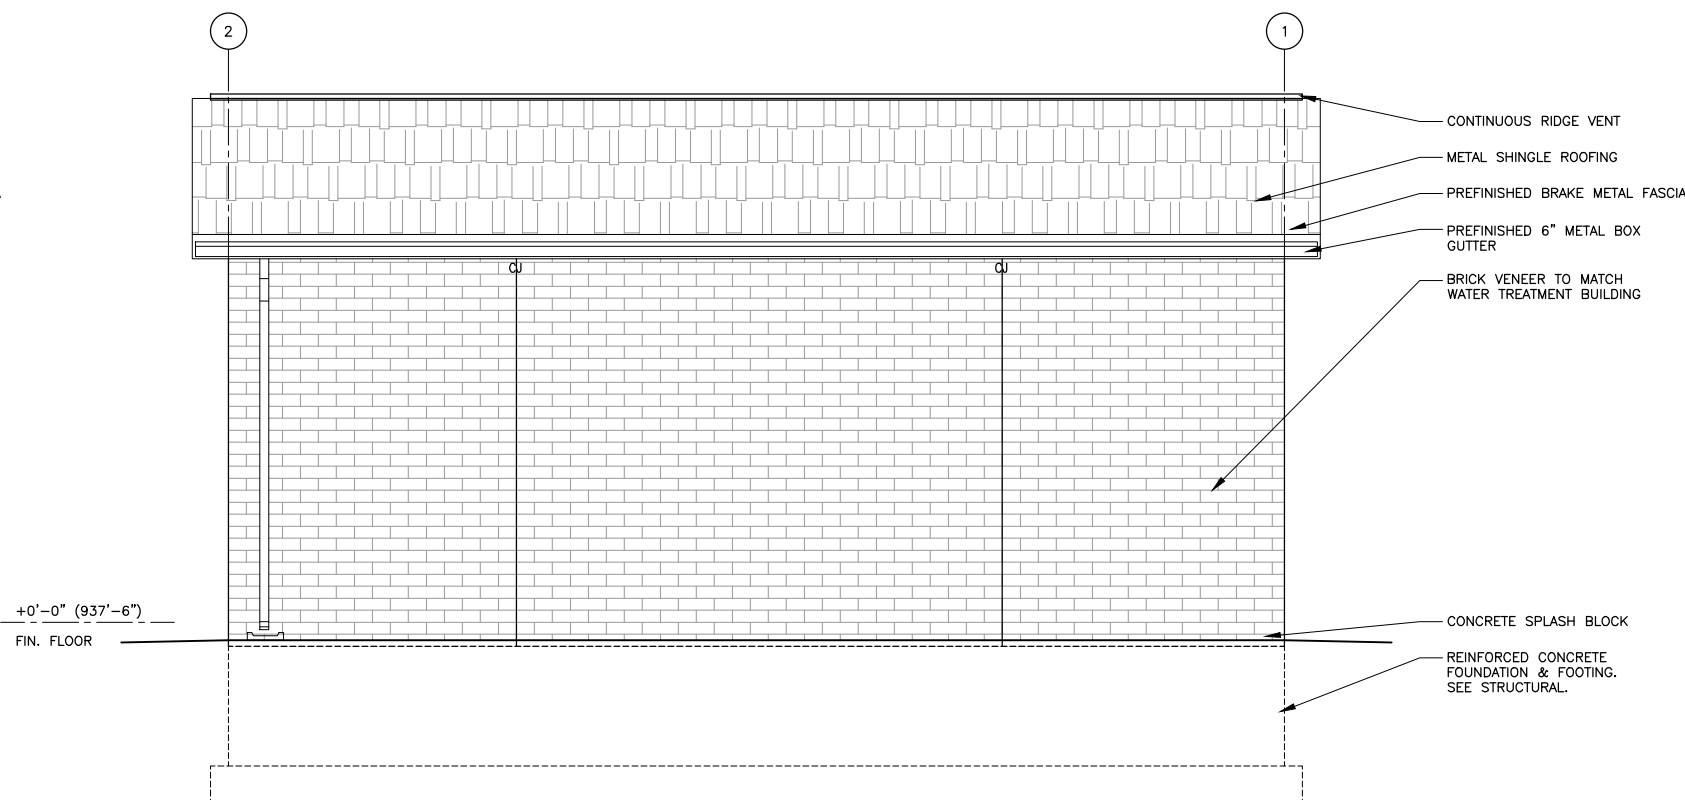 2
1
CONTINUOUS RIDGE VENT
METAL SHINGLE ROOFING
PREFINISHED BRAKE METAL FASCIA
PREFINISHED 6" METAL BOX
GUTTER
CJ
CJ
BRICK VENEER TO MATCH
WATER TREATMENT BUILDING
+0'-0" (937'-6")
FIN. FLOOR
CONCRETE SPLASH BLOCK
REINFORCED CONCRETE
FOUNDATION & FOOTING.
SEE STRUCTURAL.